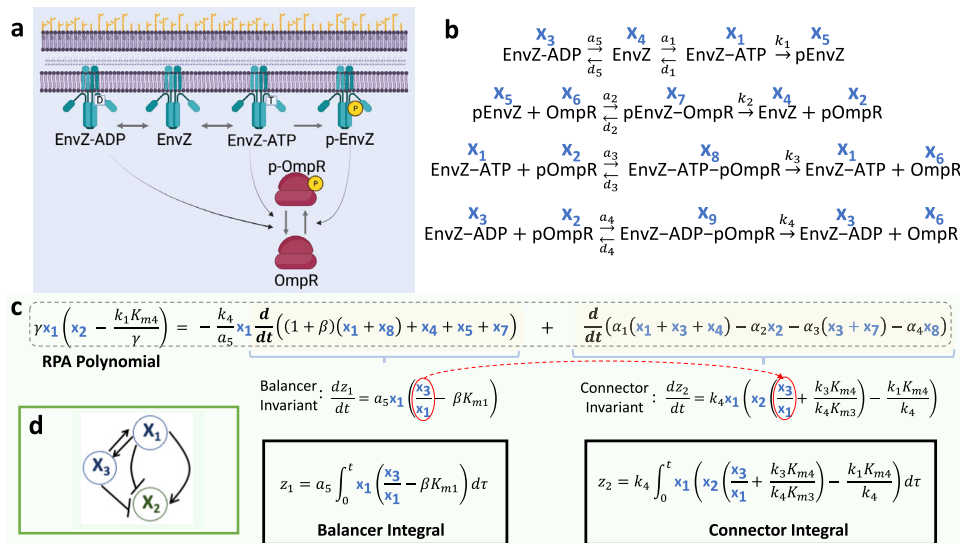 a
D
T
P
EnvZ-ADP EnvZ EnvZ-ATP p-EnvZ
p-OmpR
P
OmpR
b
x₃ x₄ x₁ x₅
EnvZ-ADP a₅ ⇌ d₅ EnvZ a₁ ⇌ d₁ EnvZ−ATP k₁ → pEnvZ
x₅ x₆ x₇ x₄ x₂
pEnvZ + OmpR a₂ ⇌ d₂ pEnvZ−OmpR k₂ → EnvZ + pOmpR
x₁ x₂ x₈ x₁ x₆
EnvZ−ATP + pOmpR a₃ ⇌ d₃ EnvZ−ATP−pOmpR k₃ → EnvZ−ATP + OmpR
x₃ x₂ x₉ x₃ x₆
EnvZ−ADP + pOmpR a₄ ⇌ d₄ EnvZ−ADP−pOmpR k₄ → EnvZ−ADP + OmpR
c
γx₁(x₂ − k₁Kₘ₄/γ) = − k₄/a₅ x₁ d/dt((1 + β)(x₁ + x₈) + x₄ + x₅ + x₇) + d/dt(α₁(x₁ + x₃ + x₄) − α₂x₂ − α₃(x₃ + x₇) − α₄x₈)
RPA Polynomial
Balancer Invariant : dz₁/dt = a₅x₁(x₃/x₁ − βKₘ₁)
Connector Invariant : dz₂/dt = k₄x₁(x₂(x₃/x₁ + k₃Kₘ₄/k₄Kₘ₃) − k₁Kₘ₄/k₄)
d
X₁
X₃
X₂
z₁ = a₅ ∫₀ᵗ x₁(x₃/x₁ − βKₘ₁) dτ
Balancer Integral
z₂ = k₄ ∫₀ᵗ x₁(x₂(x₃/x₁ + k₃Kₘ₄/k₄Kₘ₃) − k₁Kₘ₄/k₄) dτ
Connector Integral